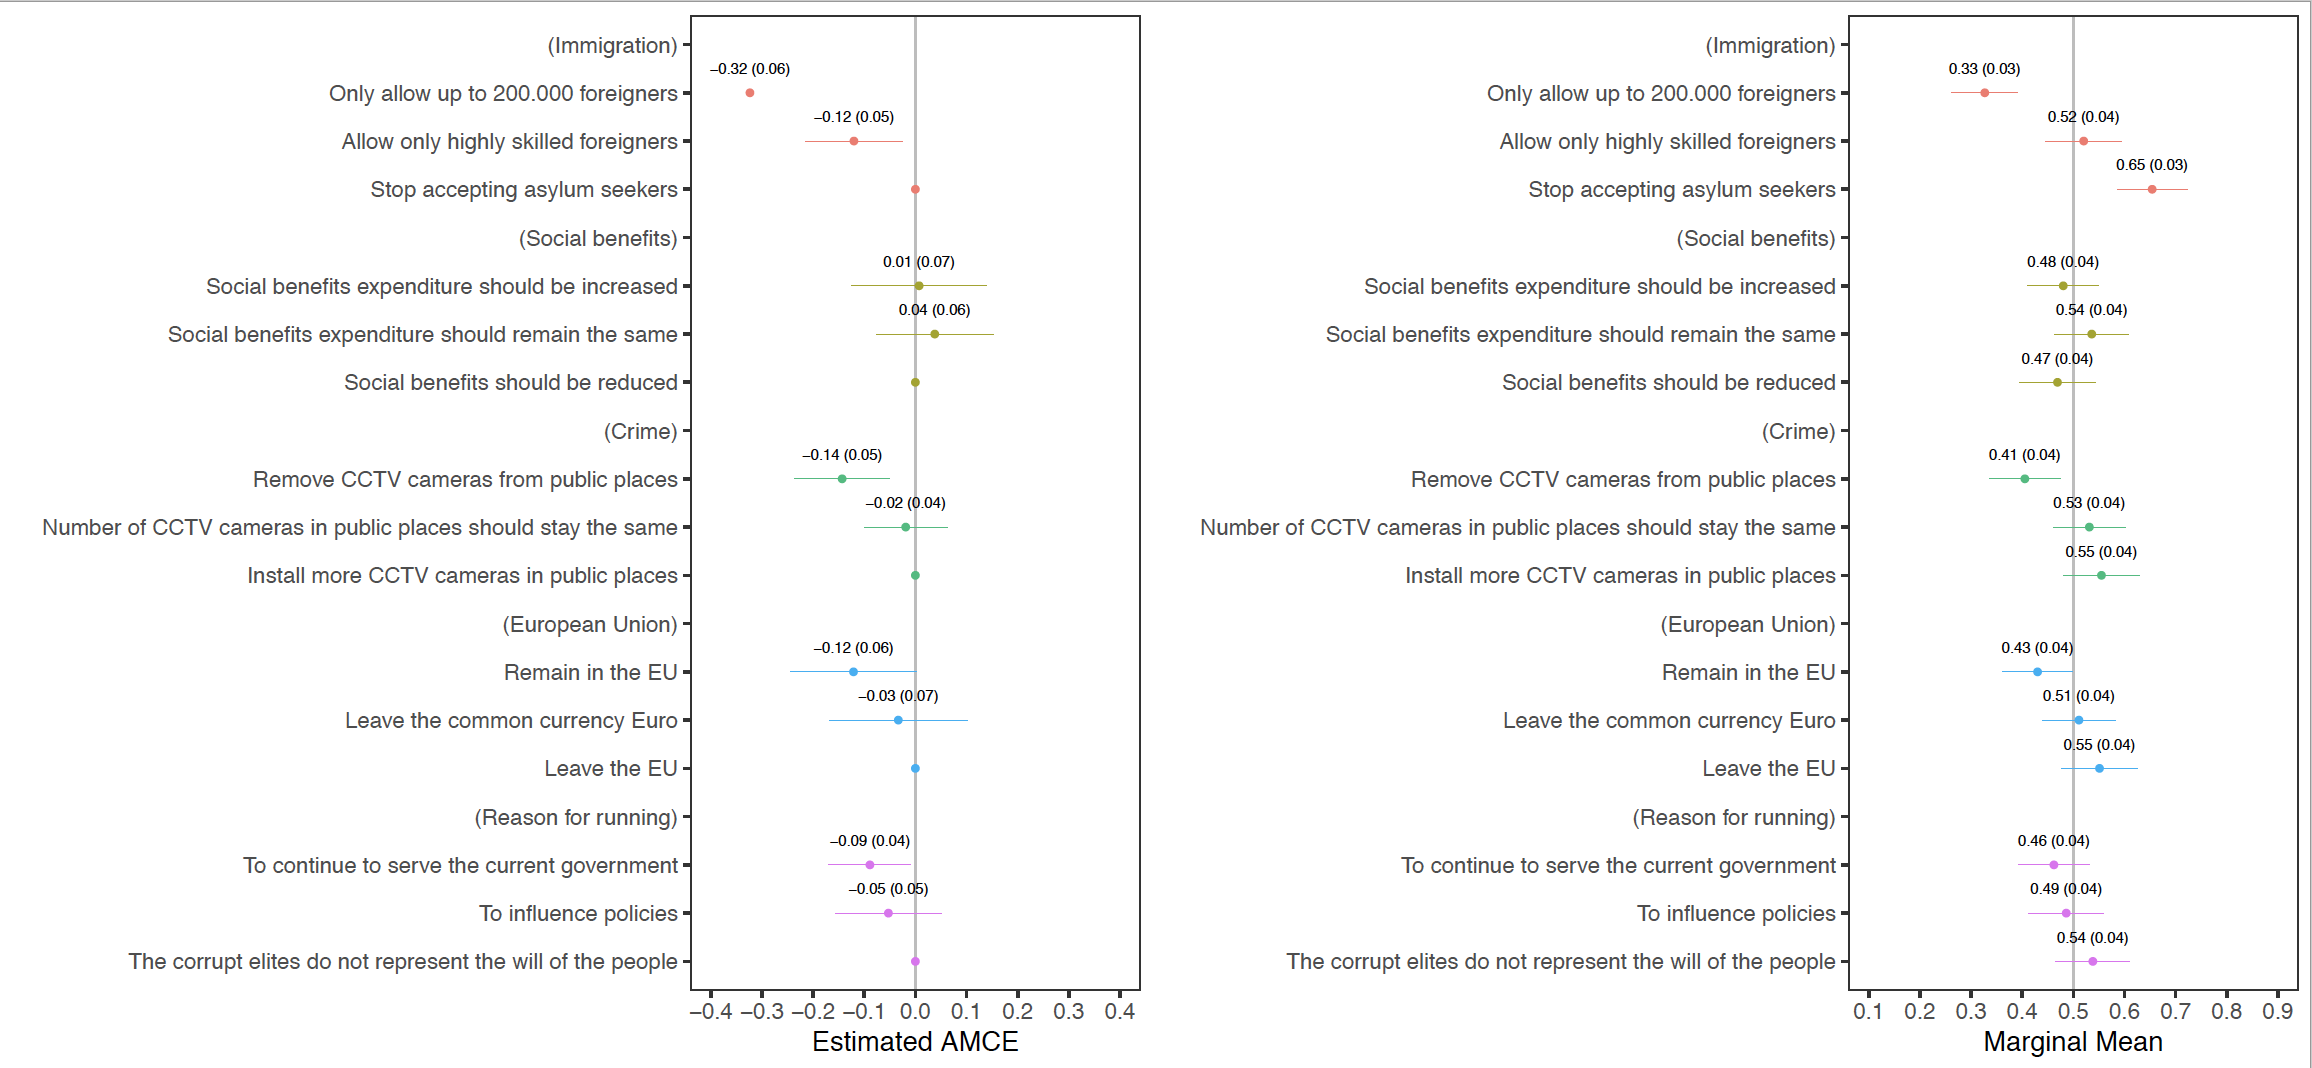 (Immigration)
−0.32 (0.06)
Only allow up to 200.000 foreigners
−0.12 (0.05)
Allow only highly skilled foreigners
Stop accepting asylum seekers
(Social benefits)
0.01 (0.07)
Social benefits expenditure should be increased
0.04 (0.06)
Social benefits expenditure should remain the same
Social benefits should be reduced
(Crime)
−0.14 (0.05)
Remove CCTV cameras from public places
−0.02 (0.04)
Number of CCTV cameras in public places should stay the same
Install more CCTV cameras in public places
(European Union)
−0.12 (0.06)
Remain in the EU
−0.03 (0.07)
Leave the common currency Euro
Leave the EU
(Reason for running)
−0.09 (0.04)
To continue to serve the current government
−0.05 (0.05)
To influence policies
The corrupt elites do not represent the will of the people
−0.4 −0.3 −0.2 −0.1 0.0 0.1 0.2 0.3 0.4
Estimated AMCE
(Immigration)
0.33 (0.03)
Only allow up to 200.000 foreigners
0.52 (0.04)
Allow only highly skilled foreigners
0.65 (0.03)
Stop accepting asylum seekers
(Social benefits)
0.48 (0.04)
Social benefits expenditure should be increased
0.54 (0.04)
Social benefits expenditure should remain the same
0.47 (0.04)
Social benefits should be reduced
(Crime)
0.41 (0.04)
Remove CCTV cameras from public places
0.53 (0.04)
Number of CCTV cameras in public places should stay the same
0.55 (0.04)
Install more CCTV cameras in public places
(European Union)
0.43 (0.04)
Remain in the EU
0.51 (0.04)
Leave the common currency Euro
0.55 (0.04)
Leave the EU
(Reason for running)
0.46 (0.04)
To continue to serve the current government
0.49 (0.04)
To influence policies
0.54 (0.04)
The corrupt elites do not represent the will of the people
0.1 0.2 0.3 0.4 0.5 0.6 0.7 0.8 0.9
Marginal Mean